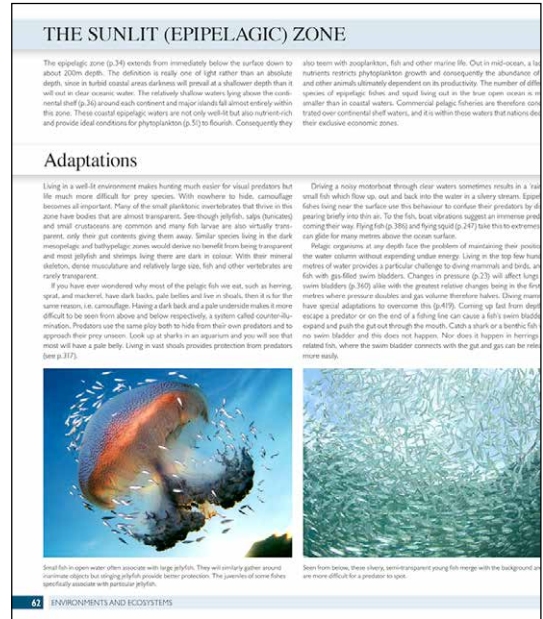 THE SUNLIT (EPIPELAGIC) ZONE
The epipelagic zone (p.34) extends from immediately below the surface down to
about 200m depth. The definition is really one of light rather than an absolute
depth, since in turbid coastal areas darkness will prevail at a shallower depth than it
will out in clear oceanic water. The relatively shallow waters lying above the conti-
nental shelf (p.36) around each continent and major islands fall almost entirely within
this zone. These coastal epipelagic waters are not only well-lit but also nutrient-rich
and provide ideal conditions for phytoplankton (p.51) to flourish. Consequently they
also teem with zooplankton, fish and other marine life. Out in mid-ocean, a
nutrients restricts phytoplankton growth and consequently the abundance of
and other animals ultimately dependent on its productivity. The number of
species of epipelagic fishes and squid living out in the true open ocean is
smaller than in coastal waters. Commercial pelagic fisheries are therefore
trated over continental shelf waters, and it is within these waters that nations
their exclusive economic zones.
Adaptations
Living in a well-lit environment makes hunting much easier for visual predators but
life much more difficult for prey species. With nowhere to hide, camouflage
becomes all important. Many of the small planktonic invertebrates that thrive in this
zone have bodies that are almost transparent. See-though jellyfish, salps (tunicates)
and small crustaceans are common and many fish larvae are also virtually trans-
parent, only their gut contents giving them away. Similar species living in the dark
mesopelagic and bathypelagic zones would derive no benefit from being transparent
and most jellyfish and shrimps living there are dark in colour. With their mineral
skeleton, dense musculature and relatively large size, fish and other vertebrates are
rarely transparent.
If you have ever wondered why most of the pelagic fish we eat, such as herring,
sprat, and mackerel, have dark backs, pale bellies and live in shoals, then it is for the
same reason, i.e. camouflage. Having a dark back and a pale underside makes it more
difficult to be seen from above and below respectively, a system called counter-illu-
mination. Predators use the same ploy both to hide from their own predators and to
approach their prey unseen. Look up at sharks in an aquarium and you will see that
most will have a pale belly. Living in vast shoals provides protection from predators
(see p.317).
Driving a noisy motorboat through clear waters sometimes results in a
small fish which flow up, out and back into the water in a silvery stream.
fishes living near the surface use this behaviour to confuse their predators by
pearing briefly into thin air. To the fish, boat vibrations suggest an immense
coming their way. Flying fish (p.386) and flying squid (p.247) take this to extremes
can glide for many metres above the ocean surface.
Pelagic organisms at any depth face the problem of maintaining their
the water column without expending undue energy. Living in the top few
metres of water provides a particular challenge to diving mammals and birds,
fish with gas-filled swim bladders. Changes in pressure (p.23) will affect lungs
swim bladders (p.360) alike with the greatest relative changes being in the
metres where pressure doubles and gas volume therefore halves. Diving
have special adaptations to overcome this (p.419). Coming up fast from
escape a predator or on the end of a fishing line can cause a fish's swim
expand and push the gut out through the mouth. Catch a shark or a benthic fish
no swim bladder and this does not happen. Nor does it happen in herrings
related fish, where the swim bladder connects with the gut and gas can be
more easily.
Small fish in open water often associate with large jellyfish. They will similarly gather around
inanimate objects but stinging jellyfish provide better protection. The juveniles of some fishes
specifically associate with particular jellyfish.
Seen from below, these silvery, semi-transparent young fish merge with the background
are more difficult for a predator to spot.
62 ENVIRONMENTS AND ECOSYSTEMS